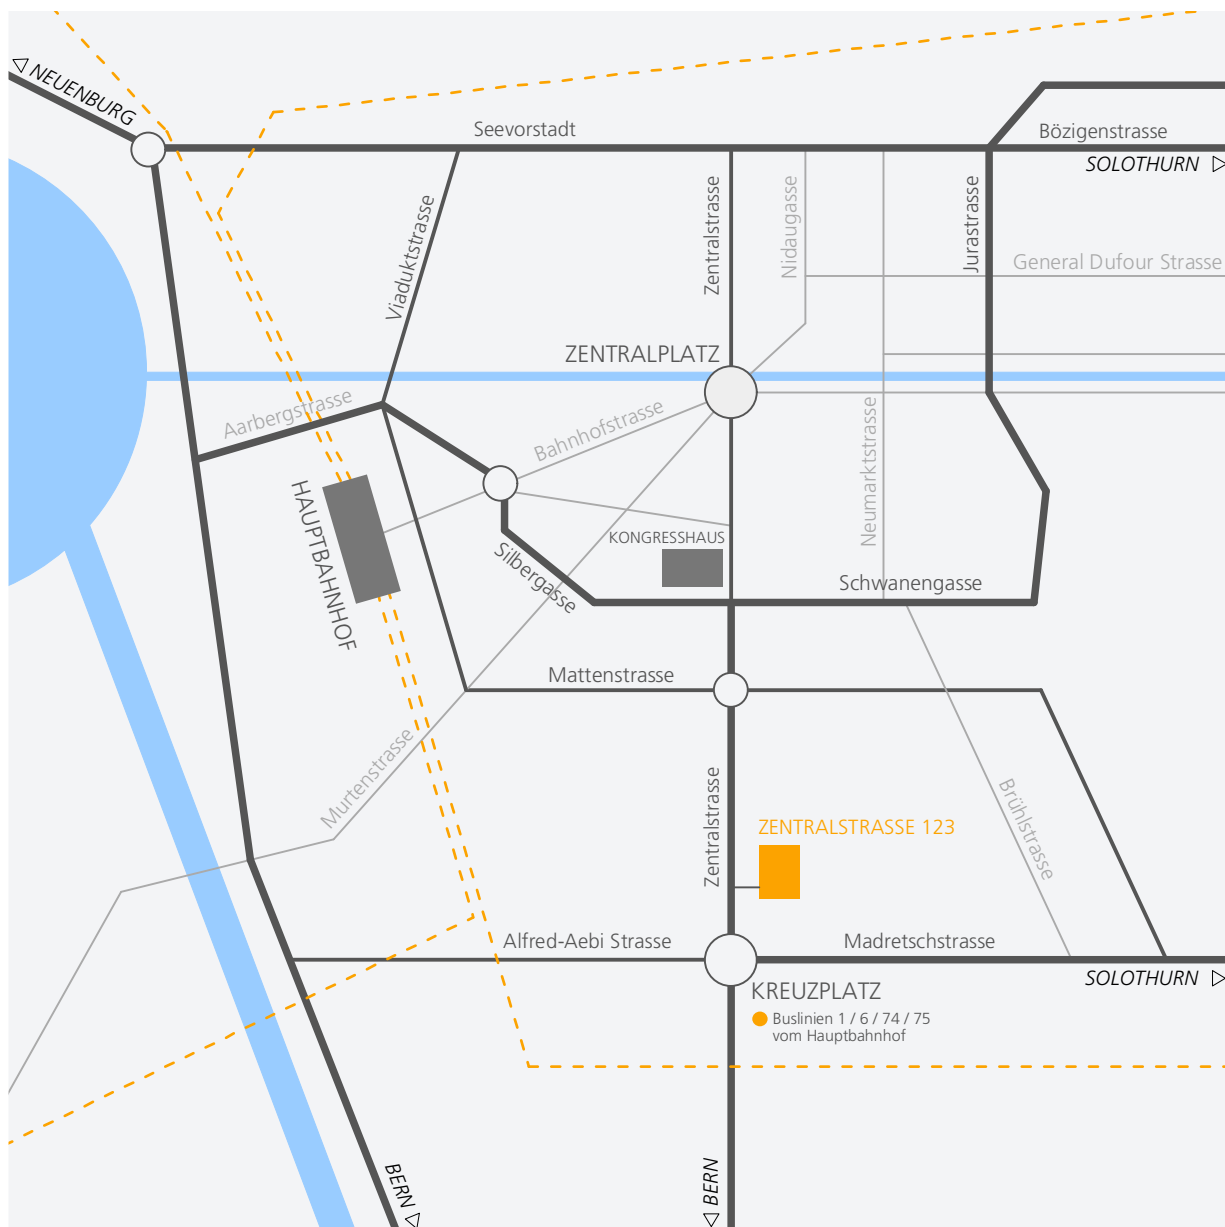 NEUENBURG
Seevorstadt
Bözigenstrasse
SOLOTHURN
Viaduktstrasse
Zentralstrasse
Nidaugasse
Jurastrasse
General Dufour Strasse
ZENTRALPLATZ
Aarbergstrasse
Bahnhofstrasse
Neumarktstrasse
HAUPTBAHNHOF
KONGRESSHAUS
Silbergasse
Schwanengasse
Mattenstrasse
Murtenstrasse
Zentralstrasse
ZENTRALSTRASSE 123
Brühlstrasse
Alfred-Aebi Strasse
Madretschstrasse
SOLOTHURN
KREUZPLATZ
Buslinien 1 / 6 / 74 / 75
vom Hauptbahnhof
BERN
BERN